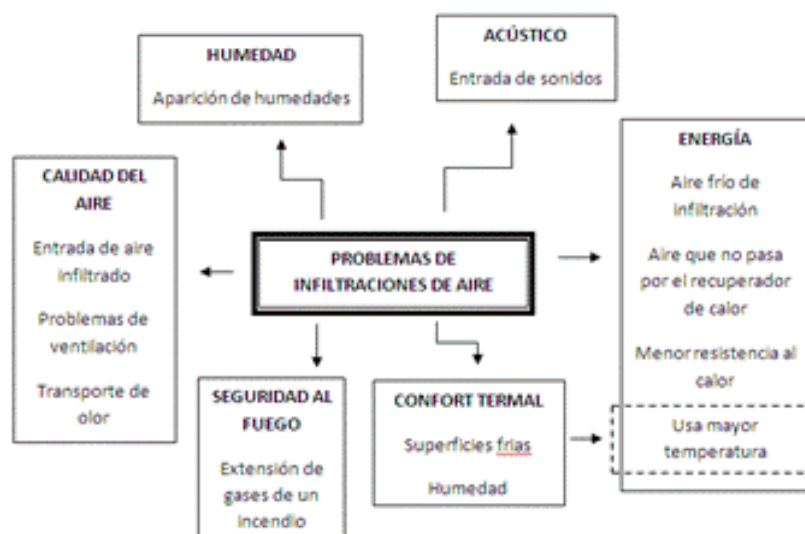 HUMEDAD
Aparición de humedades
ACÚSTICO
Entrada de sonidos
CALIDAD DEL
AIRE
Entrada de aire
infiltrado
Problemas de
ventilación
Transporte de
olor
PROBLEMAS DE
INFILTRACIONES DE AIRE
ENERGÍA
Aire frío de
infiltración
Aire que no pasa
por el recuperador
de calor
Menor resistencia al
calor
Usa mayor
temperatura
SEGURIDAD AL
FUEGO
Extensión de
gases de un
incendio
CONFORT TERMAL
Superficies frias
Humedad